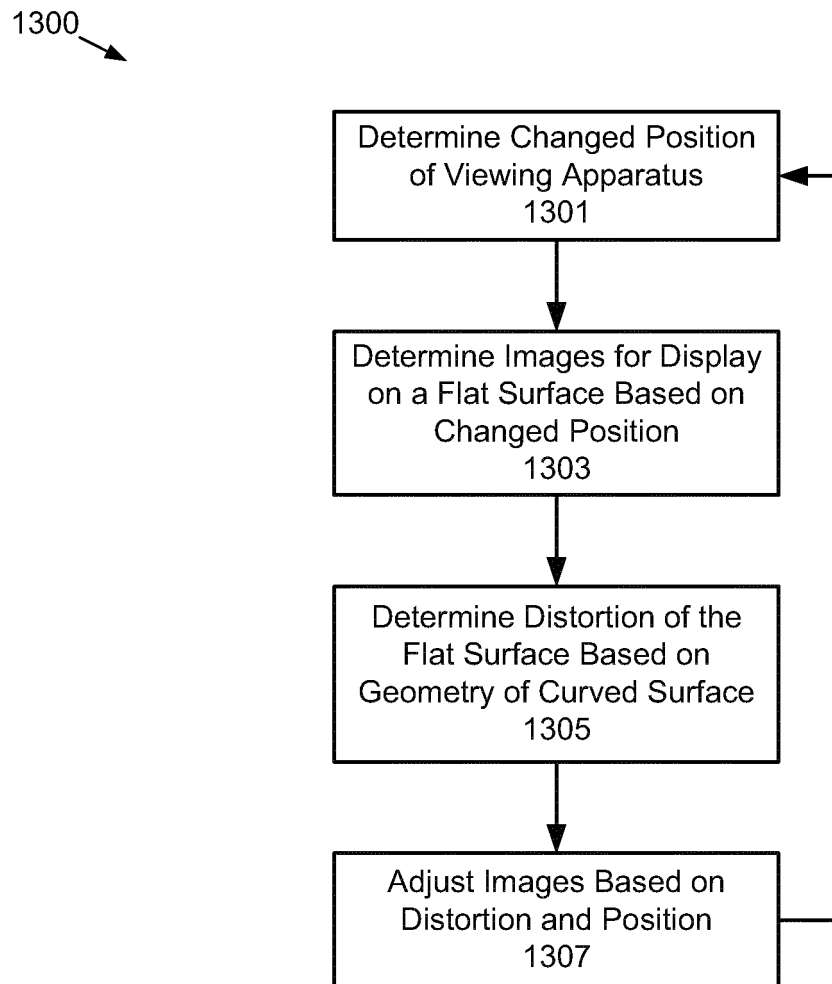 1300
Determine Changed Position
of Viewing Apparatus
1301
Determine Images for Display
on a Flat Surface Based on
Changed Position
1303
Determine Distortion of the
Flat Surface Based on
Geometry of Curved Surface
1305
Adjust Images Based on
Distortion and Position
1307